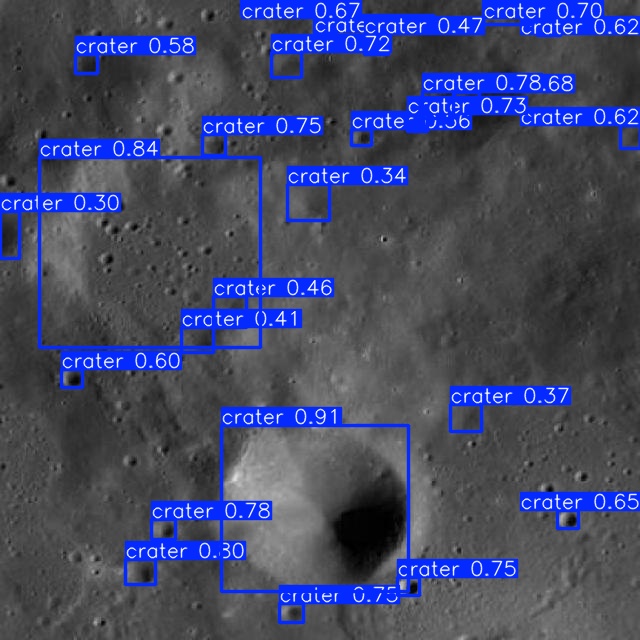 crater 0.67
crater 0.70
crater 0.47
crater 0.62
crater 0.58
crater 0.72
crater 0.78
.68
crater 0.73
crater 0.62
crater 0.75
crater 0.84
crater 0.34
crater 0.30
crater 0.46
crater 0.41
crater 0.60
crater 0.37
crater 0.91
crater 0.65
crater 0.78
crater 0.80
crater 0.75
crater 0.75